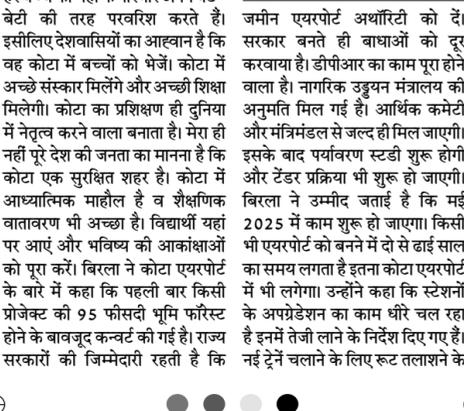 बेटी की तरह परवरिश करते हैं।
इसीलिए देशवासियों का आह्वान है कि
वह कोटा में बच्चों को भेजें। कोटा में
अच्छे संस्कार मिलेंगे और अच्छी शिक्षा
मिलेगी। कोटा का प्रशिक्षण ही दुनिया
में नेतृत्व करने वाला बनाता है। मेरा ही
नहीं पूरे देश की जनता का मानना है कि
कोटा एक सुरक्षित शहर है। कोटा में
आध्यात्मिक माहौल है व शैक्षणिक
वातावरण भी अच्छा है। विद्यार्थी यहां
पर आएं और भविष्य की आकांक्षाओं
को पूरा करें। बिरला ने कोटा एयरपोर्ट
के बारे में कहा कि पहली बार किसी
प्रोजेक्ट की 95 फीसदी भूमि फॉरेस्ट
होने के बावजूद कन्वर्ट की गई है। राज्य
सरकारों की जिम्मेदारी रहती है कि
जमीन एयरपोर्ट अथॉरिटी को दें।
सरकार बनते ही बाधाओं को दूर
करवाया है। डीपीआर का काम पूरा होने
वाला है। नागरिक उड्डयन मंत्रालय की
अनुमति मिल गई है। आर्थिक कमेटी
और मंत्रिमंडल से जल्द ही मिल जाएगी।
इसके बाद पर्यावरण स्टडी शुरू होगी
और टेंडर प्रक्रिया भी शुरू हो जाएगी।
बिरला ने उम्मीद जताई है कि मई
2025 में काम शुरू हो जाएगा। किसी
भी एयरपोर्ट को बनने में दो से ढाई साल
का समय लगता है इतना कोटा एयरपोर्ट
में भी लगेगा। उन्होंने कहा कि स्टेशनों
के अपग्रेडेशन का काम धीरे चल रहा
है इनमें तेजी लाने के निर्देश दिए गए हैं।
नई ट्रेनें चलाने के लिए रूट तलाशने के